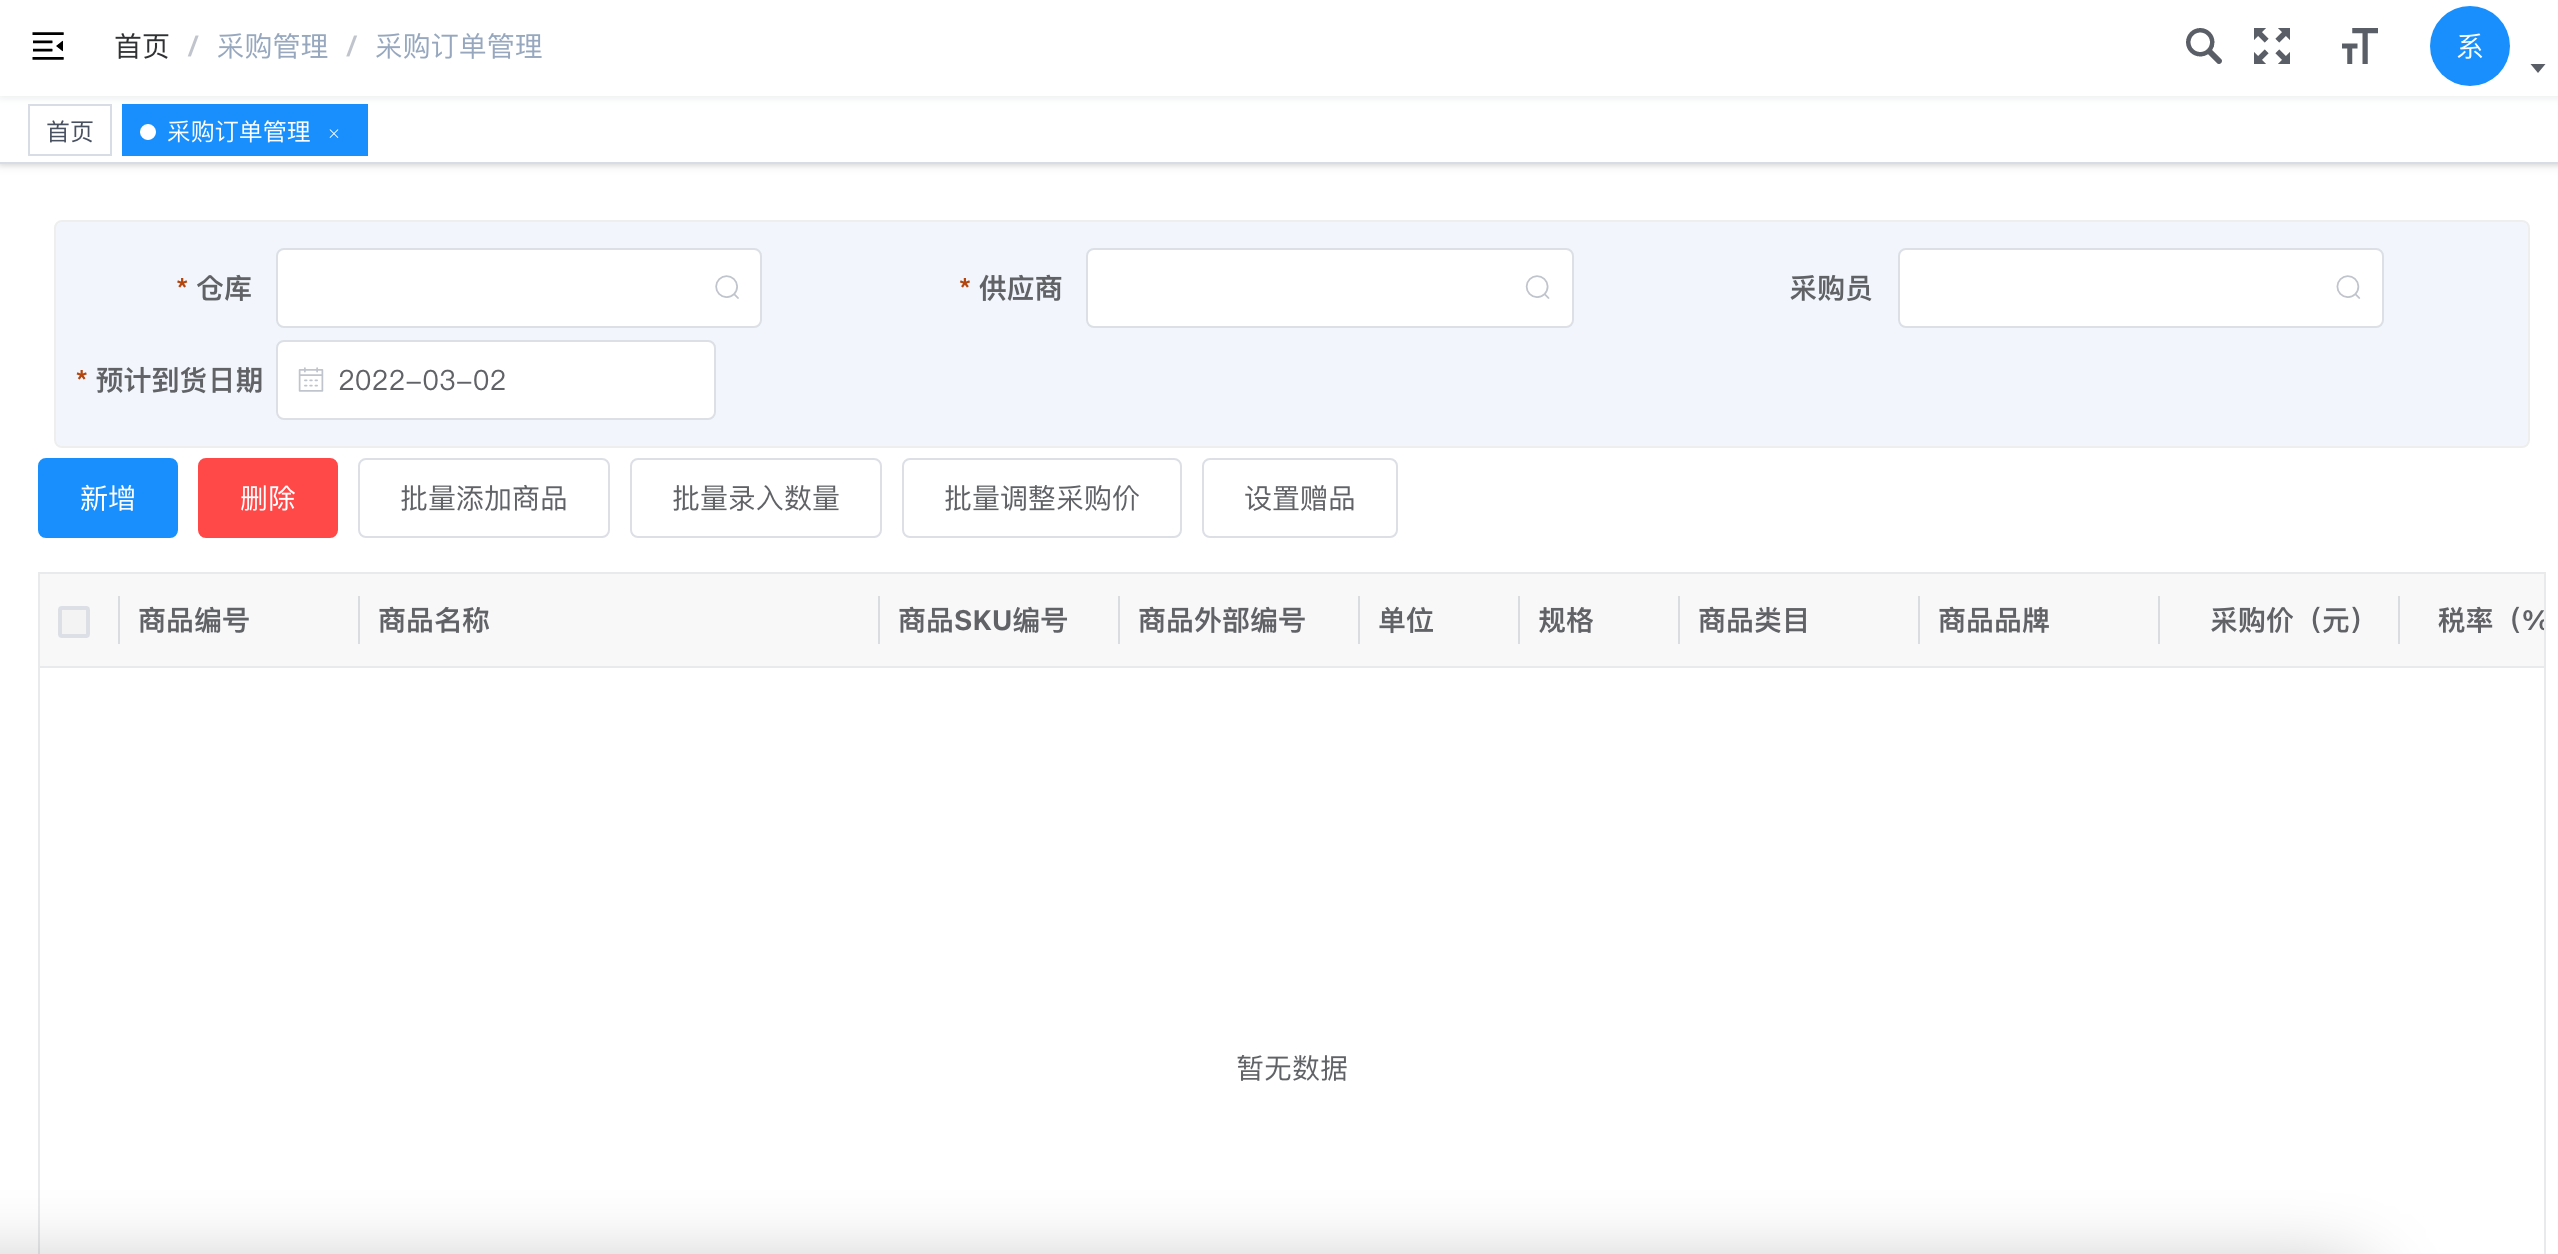 首页 / 采购管理 / 采购订单管理
系
首页
采购订单管理 ×
* 仓库
* 供应商
采购员
* 预计到货日期 2022-03-02
新增 删除 批量添加商品 批量录入数量 批量调整采购价 设置赠品
商品编号 商品名称 商品SKU编号 商品外部编号 单位 规格 商品类目 商品品牌 采购价（元） 税率（%
暂无数据